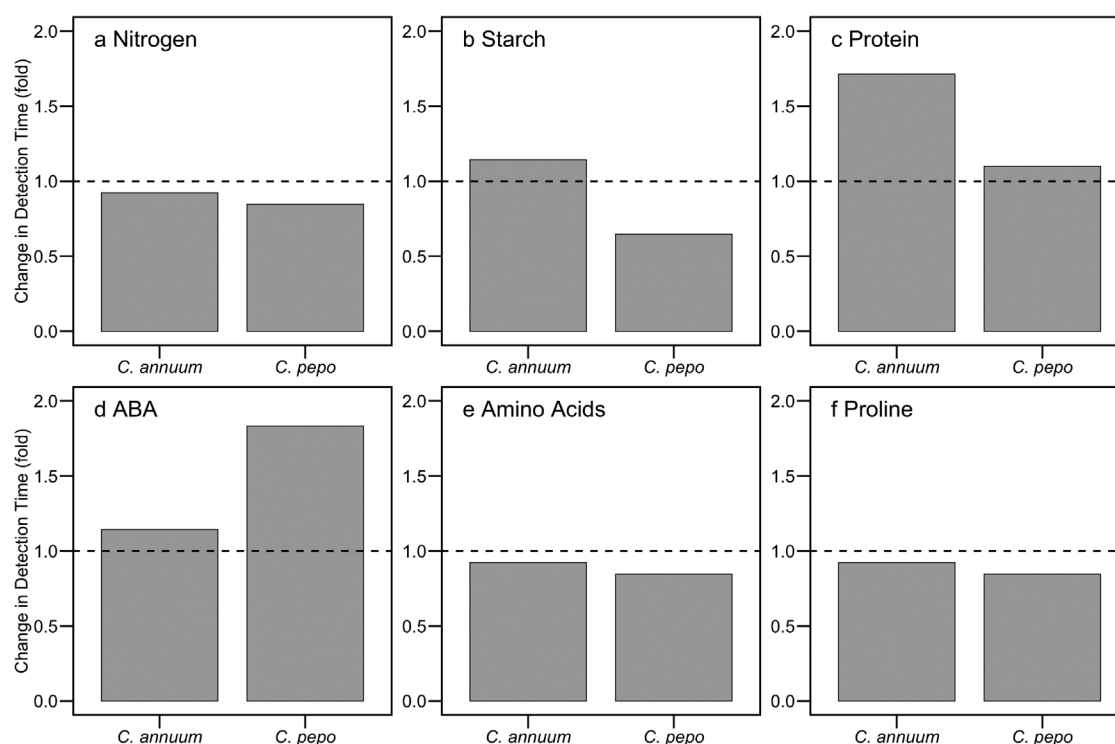 a Nitrogen
b Starch
c Protein
Change in Detection Time (fold)
2.0
1.5
1.0
0.5
0.0
2.0
1.5
1.0
0.5
0.0
2.0
1.5
1.0
0.5
0.0
C. annuum C. pepo
C. annuum C. pepo
C. annuum C. pepo
d ABA
e Amino Acids
f Proline
Change in Detection Time (fold)
2.0
1.5
1.0
0.5
0.0
2.0
1.5
1.0
0.5
0.0
2.0
1.5
1.0
0.5
0.0
C. annuum C. pepo
C. annuum C. pepo
C. annuum C. pepo